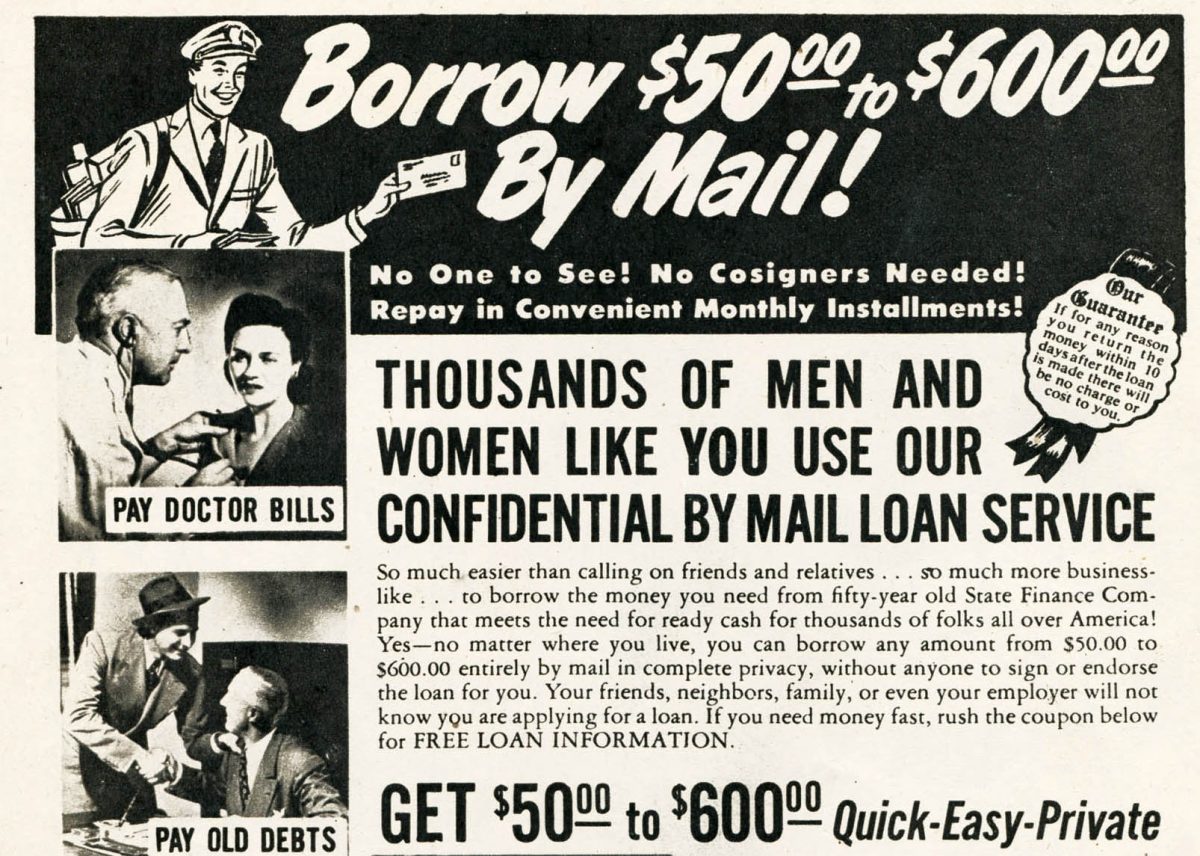 Borrow $50.00 to $600.00
By Mail!
No One to See! No Cosigners Needed!
Repay in Convenient Monthly Installments!
Our
Guarantee
If for any reason
you return the
money within 10
days after the loan
is made there will
be no charge or
cost to you.
THOUSANDS OF MEN AND
WOMEN LIKE YOU USE OUR
CONFIDENTIAL BY MAIL LOAN SERVICE
PAY DOCTOR BILLS
So much easier than calling on friends and relatives . . . so much more business-
like . . . to borrow the money you need from fifty-year old State Finance Com-
pany that meets the need for ready cash for thousands of folks all over America!
Yes—no matter where you live, you can borrow any amount from $50.00 to
$600.00 entirely by mail in complete privacy, without anyone to sign or endorse
the loan for you. Your friends, neighbors, family, or even your employer will not
know you are applying for a loan. If you need money fast, rush the coupon below
for FREE LOAN INFORMATION.
PAY OLD DEBTS
GET $50.00 to $600.00 Quick-Easy-Private